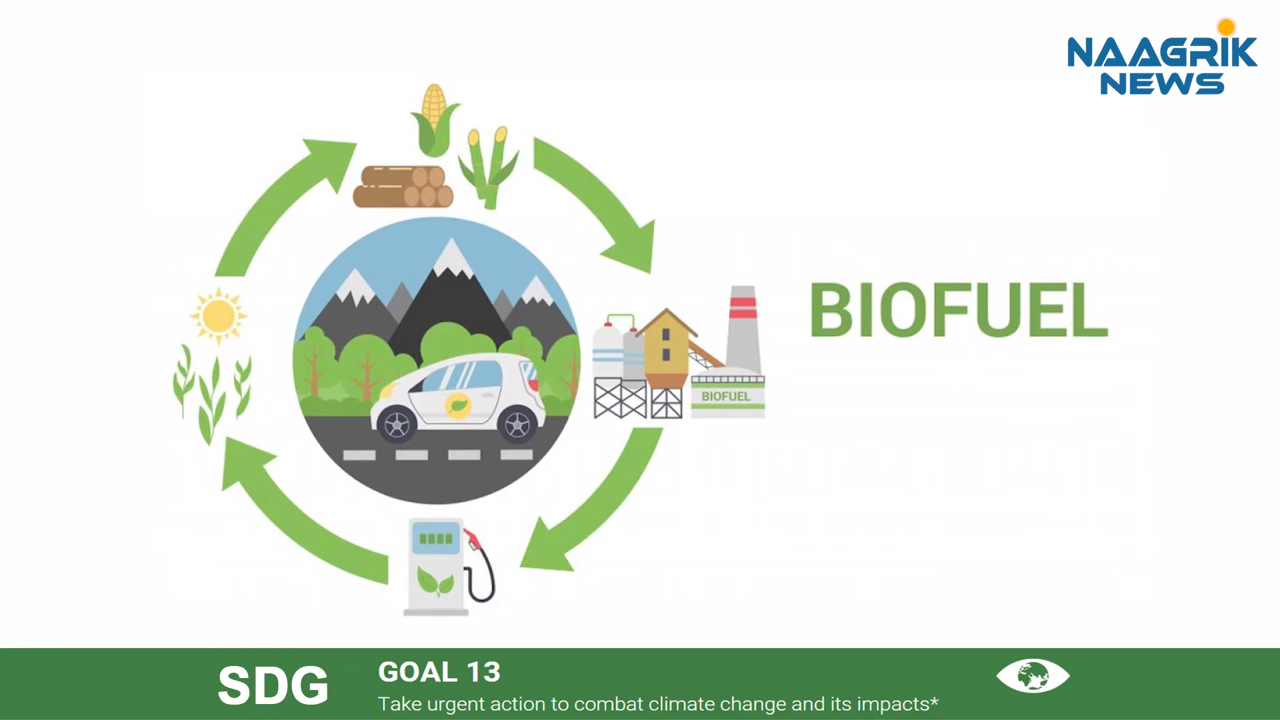 NAAGRIK
NEWS
BIOFUEL
BIOFUEL
SDG
GOAL 13
Take urgent action to combat climate change and its impacts*